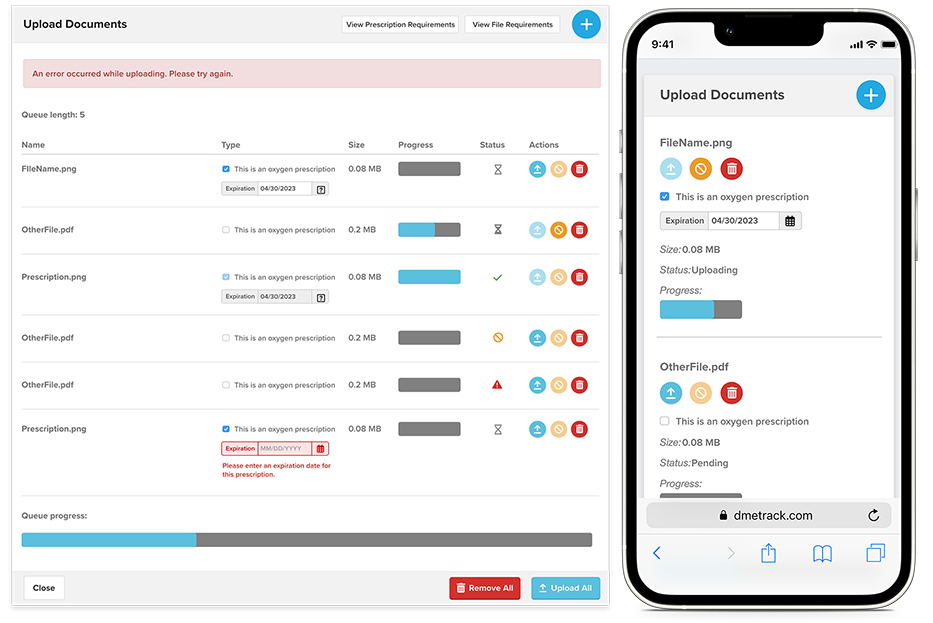 Upload Documents
View Prescription Requirements
View File Requirements
An error occurred while uploading. Please try again.
Queue length: 5
Name Type Size Progress Status Actions
FileName.png This is an oxygen prescription 0.08 MB
Expiration 04/30/2023
OtherFile.pdf This is an oxygen prescription 0.2 MB
Prescription.png This is an oxygen prescription 0.08 MB
Expiration 04/30/2023
OtherFile.pdf This is an oxygen prescription 0.2 MB
OtherFile.pdf This is an oxygen prescription 0.2 MB
Prescription.png This is an oxygen prescription 0.08 MB
Expiration MM/DD/YYYY
Please enter an expiration date for
this prescription.
Queue progress:
Close
Remove All
Upload All
9:41
Upload Documents
FileName.png
This is an oxygen prescription
Expiration 04/30/2023
Size:0.08 MB
Status:Uploading
Progress:
OtherFile.pdf
This is an oxygen prescription
Size:0.08 MB
Status:Pending
Progress:
dmetrack.com